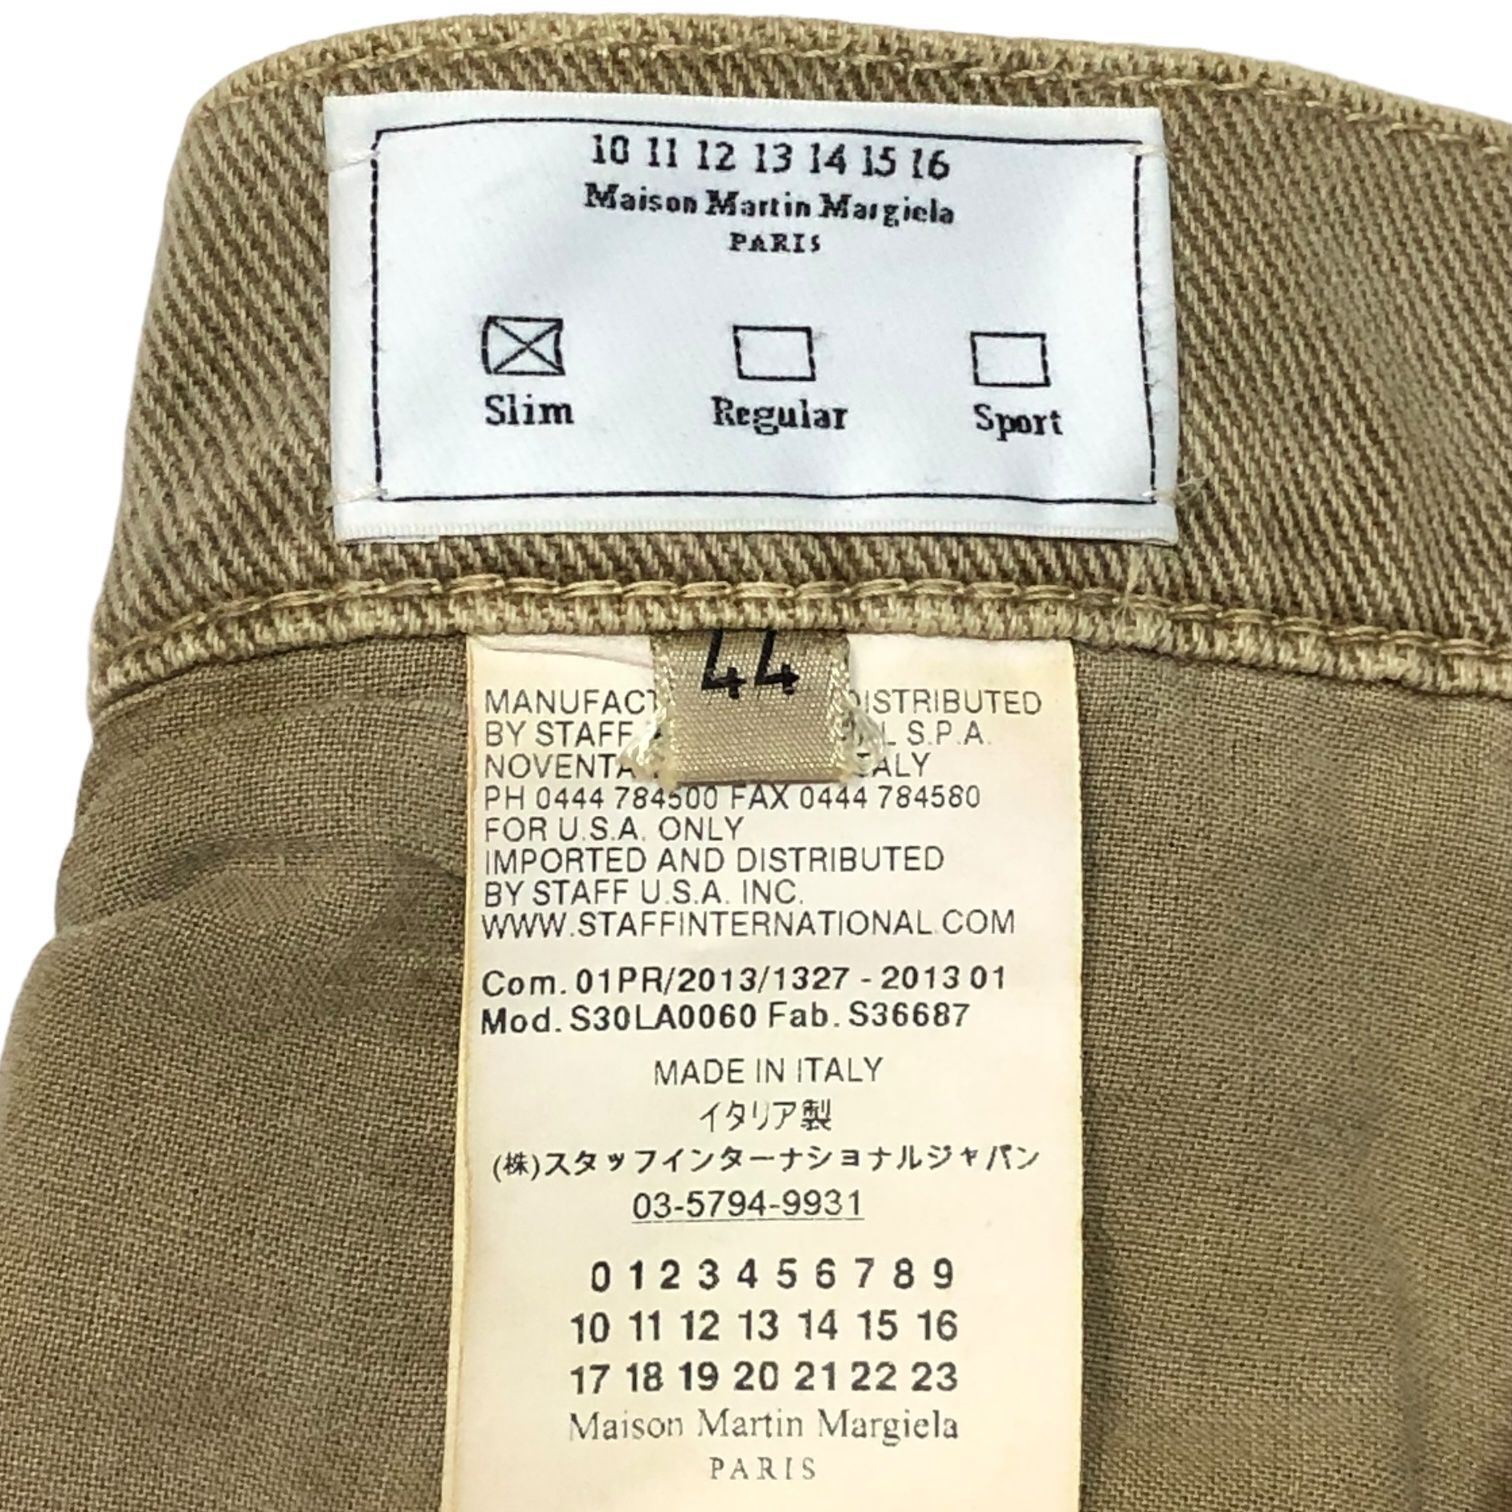 10 11 12 13 14 15 16
Maison Martin Margiela
PARIS
Slim Regular Sport
44
BY STAFF S.P.A.
PH 0444 784500 FAX 0444 784580
FOR U.S.A. ONLY
IMPORTED AND DISTRIBUTED
BY STAFF U.S.A. INC.
WWW.STAFFINTERNATIONAL.COM
Com. 01PR/2013/1327 - 2013 01
Mod. S30LA0060 Fab. S36687
MADE IN ITALY
イタリア製
(株)スタッフインターナショナルジャパン
03-5794-9931
0 1 2 3 4 5 6 7 8 9
10 11 12 13 14 15 16
17 18 19 20 21 22 23
Maison Martin Margiela
PARIS